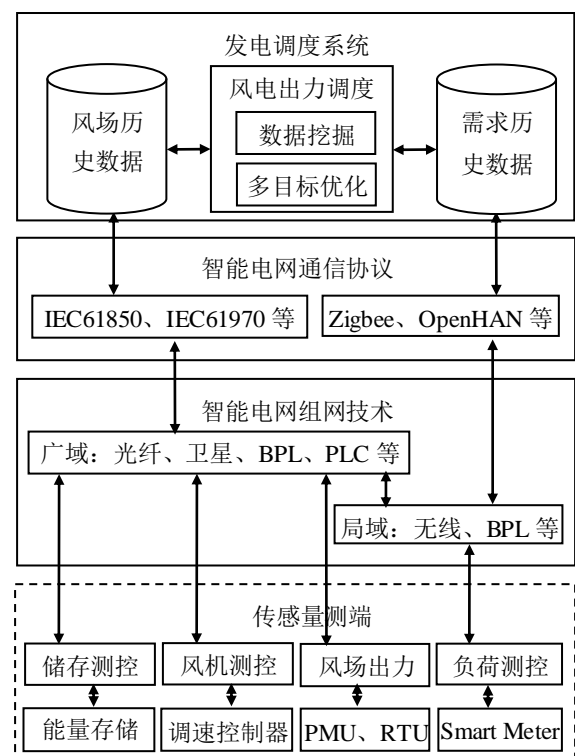 发电调度系统
风场历
史数据
风电出力调度
数据挖掘
多目标优化
需求历
史数据
智能电网通信协议
IEC61850、IEC61970 等
Zigbee、OpenHAN 等
智能电网组网技术
广域：光纤、卫星、BPL、PLC 等
局域：无线、BPL 等
传感量测端
储存测控
风机测控
风场出力
负荷测控
能量存储
调速控制器
PMU、RTU
Smart Meter